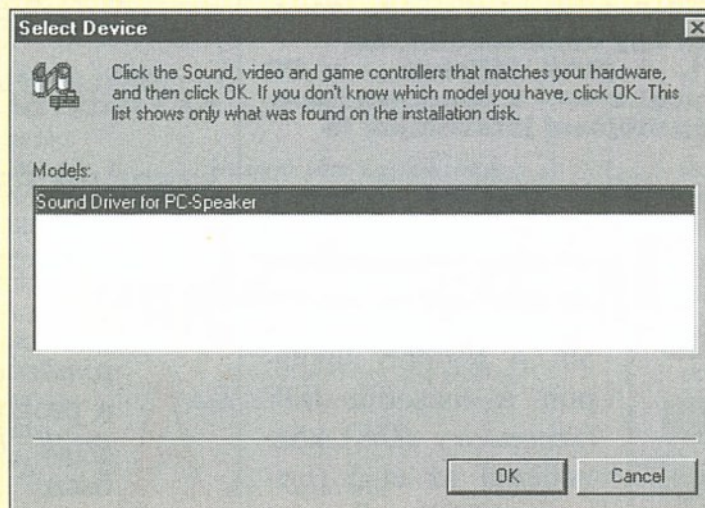 Select Device
Click the Sound, video and game controllers that matches your hardware,
and then click OK. If you don't know which model you have, click OK. This
list shows only what was found on the installation disk.
Models:
Sound Driver for PC-Speaker
OK
Cancel